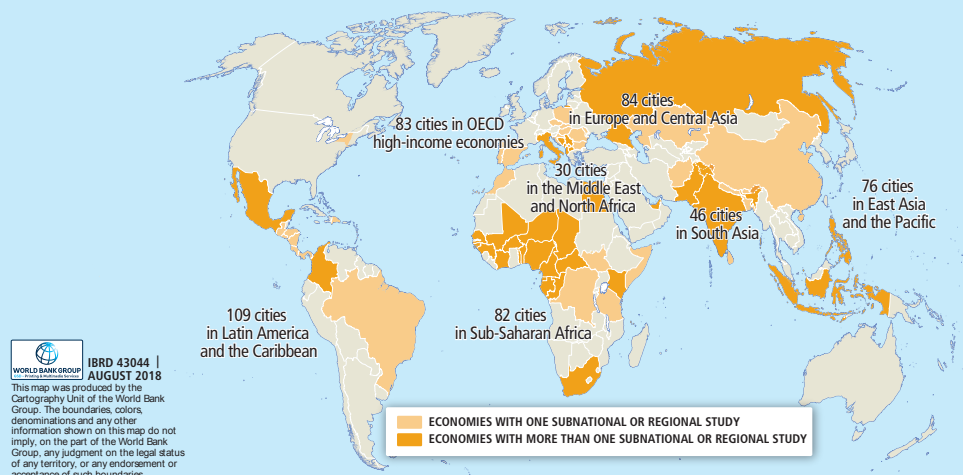 84 cities
in Europe and Central Asia
83 cities in OECD
high-income economies
30 cities
in the Middle East
and North Africa
76 cities
in East Asia
and the Pacific
46 cities
in South Asia
109 cities
in Latin America
and the Caribbean
82 cities
in Sub-Saharan Africa
WORLD BANK GROUP
IBRD 43044 |
AUGUST 2018
This map was produced by the
Cartography Unit of the World Bank
Group. The boundaries, colors,
denominations and any other
information shown on this map do not
imply, on the part of the World Bank
Group, any judgment on the legal status
of any territory, or any endorsement or
acceptance of such boundaries.
ECONOMIES WITH ONE SUBNATIONAL OR REGIONAL STUDY
ECONOMIES WITH MORE THAN ONE SUBNATIONAL OR REGIONAL STUDY